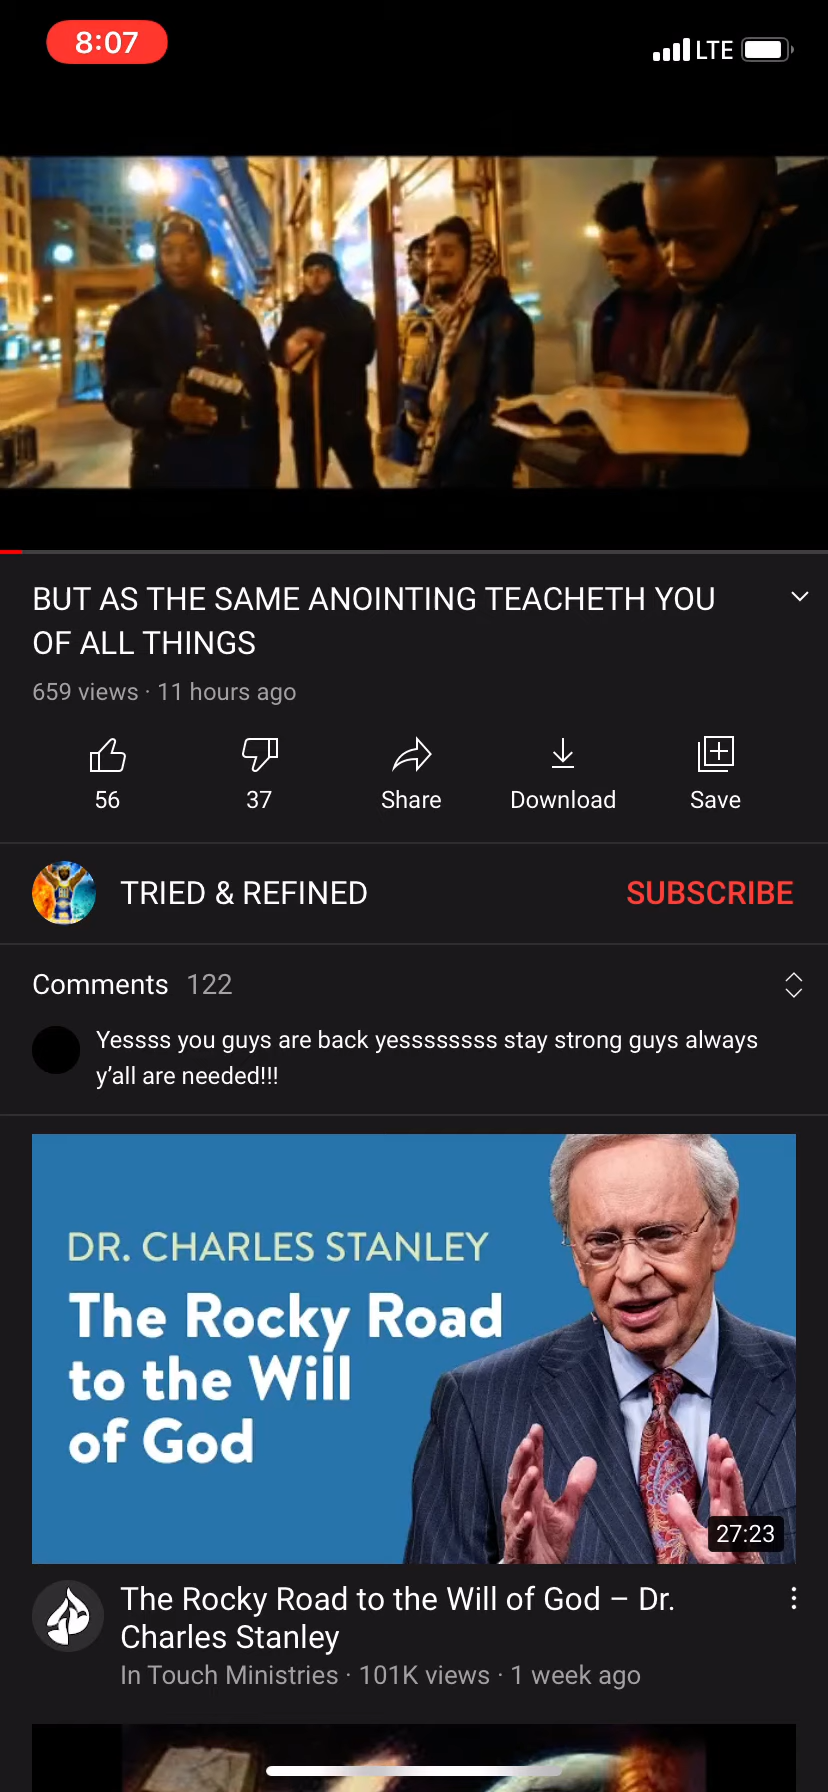 8:07
LTE
BUT AS THE SAME ANOINTING TEACHETH YOU
OF ALL THINGS
659 views · 11 hours ago
56
37
Share
Download
Save
TRIED & REFINED
SUBSCRIBE
Comments 122
Yessss you guys are back yessssssss stay strong guys always
y’all are needed!!!
DR. CHARLES STANLEY
The Rocky Road
to the Will
of God
27:23
The Rocky Road to the Will of God – Dr.
Charles Stanley
In Touch Ministries · 101K views · 1 week ago